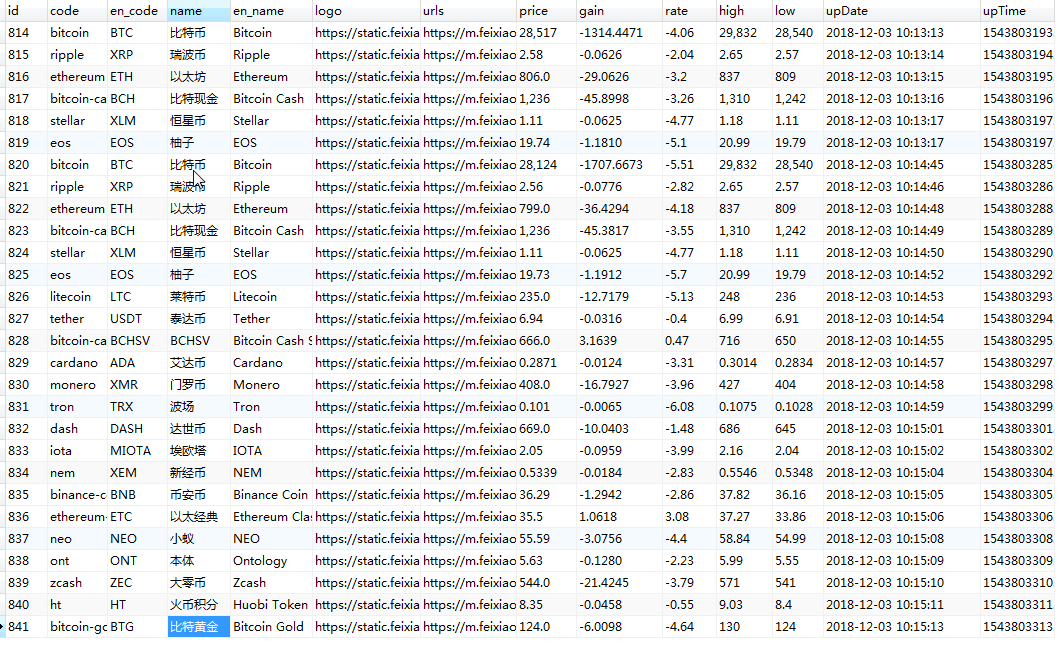 id code en_code name en_name logo urls price gain rate high low upDate upTime
814 bitcoin BTC 比特币 Bitcoin https://static.feixia https://m.feixiao 28,517 -1314.4471 -4.06 29,832 28,540 2018-12-03 10:13:13 1543803193
815 ripple XRP 瑞波币 Ripple https://static.feixia https://m.feixiao 2.58 -0.0626 -2.04 2.65 2.57 2018-12-03 10:13:14 1543803194
816 ethereum ETH 以太坊 Ethereum https://static.feixia https://m.feixiao 806.0 -29.0626 -3.2 837 809 2018-12-03 10:13:15 1543803195
817 bitcoin-ca BCH 比特现金 Bitcoin Cash https://static.feixia https://m.feixiao 1,236 -45.8998 -3.26 1,310 1,242 2018-12-03 10:13:16 1543803196
818 stellar XLM 恒星币 Stellar https://static.feixia https://m.feixiao 1.11 -0.0625 -4.77 1.18 1.11 2018-12-03 10:13:17 1543803197
819 eos EOS 柚子 EOS https://static.feixia https://m.feixiao 19.74 -1.1810 -5.1 20.99 19.79 2018-12-03 10:13:17 1543803197
820 bitcoin BTC 比特币 Bitcoin https://static.feixia https://m.feixiao 28,124 -1707.6673 -5.51 29,832 28,540 2018-12-03 10:14:45 1543803285
821 ripple XRP 瑞波币 Ripple https://static.feixia https://m.feixiao 2.56 -0.0776 -2.82 2.65 2.57 2018-12-03 10:14:46 1543803286
822 ethereum ETH 以太坊 Ethereum https://static.feixia https://m.feixiao 799.0 -36.4294 -4.18 837 809 2018-12-03 10:14:48 1543803288
823 bitcoin-ca BCH 比特现金 Bitcoin Cash https://static.feixia https://m.feixiao 1,236 -45.3817 -3.55 1,310 1,242 2018-12-03 10:14:49 1543803289
824 stellar XLM 恒星币 Stellar https://static.feixia https://m.feixiao 1.11 -0.0625 -4.77 1.18 1.11 2018-12-03 10:14:50 1543803290
825 eos EOS 柚子 EOS https://static.feixia https://m.feixiao 19.73 -1.1912 -5.7 20.99 19.79 2018-12-03 10:14:52 1543803292
826 litecoin LTC 莱特币 Litecoin https://static.feixia https://m.feixiao 235.0 -12.7179 -5.13 248 236 2018-12-03 10:14:53 1543803293
827 tether USDT 泰达币 Tether https://static.feixia https://m.feixiao 6.94 -0.0316 -0.4 6.99 6.91 2018-12-03 10:14:54 1543803294
828 bitcoin-ca BCHSV BCHSV Bitcoin Cash S https://static.feixia https://m.feixiao 666.0 3.1639 0.47 716 650 2018-12-03 10:14:55 1543803295
829 cardano ADA 艾达币 Cardano https://static.feixia https://m.feixiao 0.2871 -0.0124 -3.31 0.3014 0.2834 2018-12-03 10:14:57 1543803297
830 monero XMR 门罗币 Monero https://static.feixia https://m.feixiao 408.0 -16.7927 -3.96 427 404 2018-12-03 10:14:58 1543803298
831 tron TRX 波场 Tron https://static.feixia https://m.feixiao 0.101 -0.0065 -6.08 0.1075 0.1028 2018-12-03 10:14:59 1543803299
832 dash DASH 达世币 Dash https://static.feixia https://m.feixiao 669.0 -10.0403 -1.48 686 645 2018-12-03 10:15:01 1543803301
833 iota MIOTA 埃欧塔 IOTA https://static.feixia https://m.feixiao 2.05 -0.0959 -3.99 2.16 2.04 2018-12-03 10:15:02 1543803302
834 nem XEM 新经币 NEM https://static.feixia https://m.feixiao 0.5339 -0.0184 -2.83 0.5546 0.5348 2018-12-03 10:15:04 1543803304
835 binance-c BNB 币安币 Binance Coin https://static.feixia https://m.feixiao 36.29 -1.2942 -2.86 37.82 36.16 2018-12-03 10:15:05 1543803305
836 ethereum- ETC 以太经典 Ethereum Cla https://static.feixia https://m.feixiao 35.5 1.0618 3.08 37.27 33.86 2018-12-03 10:15:06 1543803306
837 neo NEO 小蚁 NEO https://static.feixia https://m.feixiao 55.59 -3.0756 -4.4 58.84 54.99 2018-12-03 10:15:08 1543803308
838 ont ONT 本体 Ontology https://static.feixia https://m.feixiao 5.63 -0.1280 -2.23 5.99 5.55 2018-12-03 10:15:09 1543803309
839 zcash ZEC 大零币 Zcash https://static.feixia https://m.feixiao 544.0 -21.4245 -3.79 571 541 2018-12-03 10:15:10 1543803310
840 ht HT 火币积分 Huobi Token https://static.feixia https://m.feixiao 8.35 -0.0458 -0.55 9.03 8.4 2018-12-03 10:15:11 1543803311
841 bitcoin-gc BTG 比特黄金 Bitcoin Gold https://static.feixia https://m.feixiao 124.0 -6.0098 -4.64 130 124 2018-12-03 10:15:13 1543803313